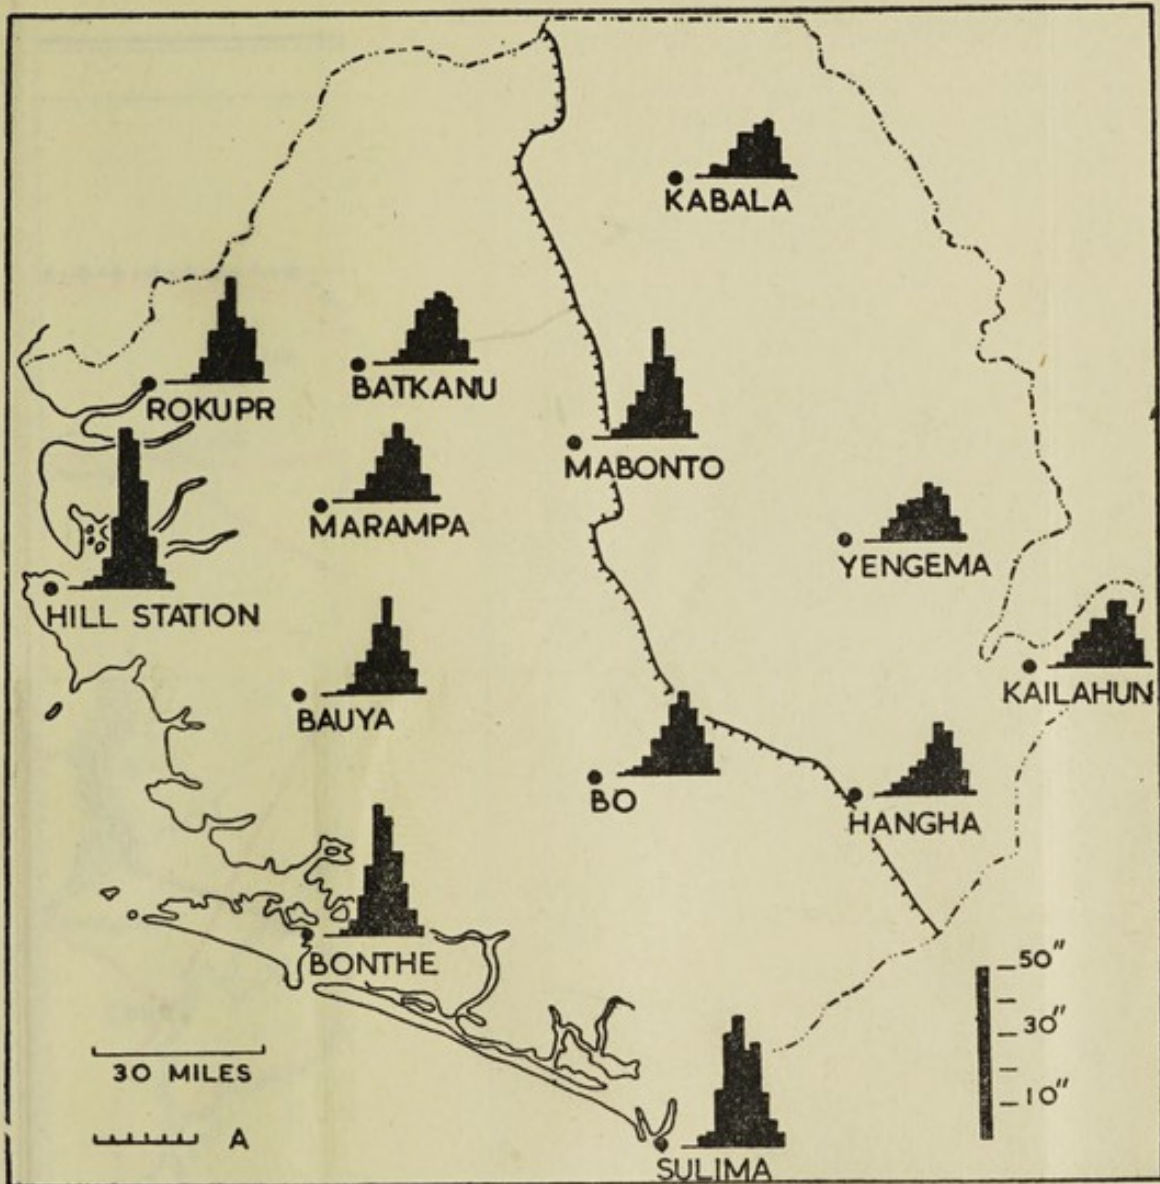 KABALA
ROKUPR
BATKANU
MABONTO
MARAMPA
YENGEMA
HILL STATION
KAILAHUN
BAUYA
BO
HANGHA
BONTHE
50"
30"
10"
30 MILES
A
SULIMA